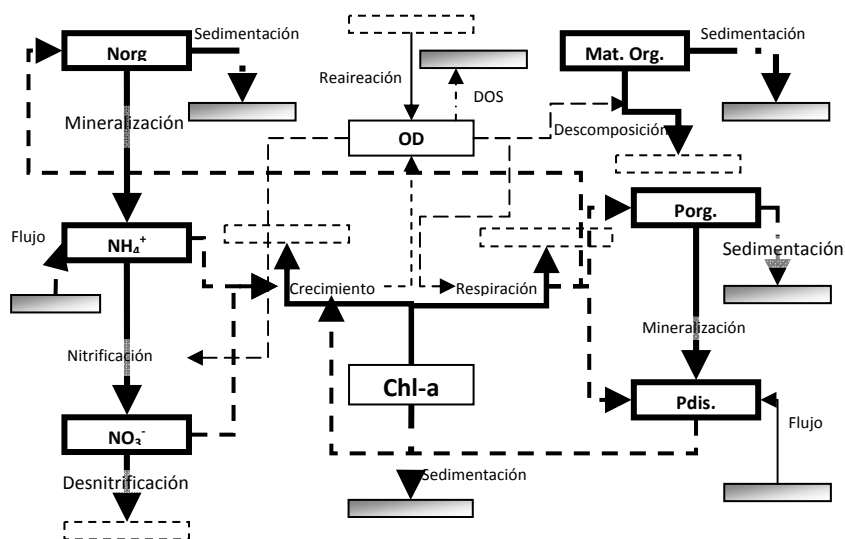 Sedimentación
Norg
Reaireación
DOS
Mat. Org.
Sedimentación
Mineralización
OD
Descomposición
Porg.
Flujo
NH₄⁺
Sedimentación
Crecimiento
Respiración
Mineralización
Nitrificación
Chl-a
Pdis.
Flujo
NO₃⁻
Sedimentación
Desnitrificación